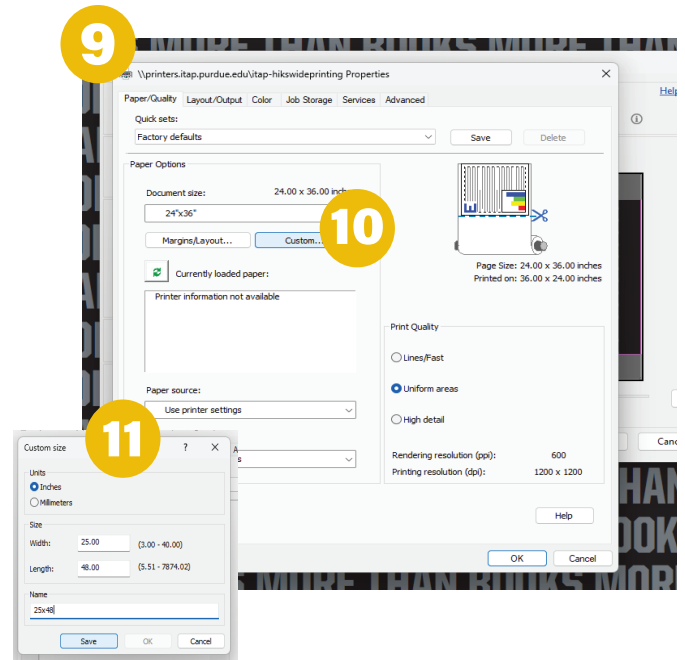 9
MORE THAN BOOKS MORE THAN
\\printers.itap.purdue.edu\itap-hikswideprinting Properties
Help
Paper/Quality Layout/Output Color Job Storage Services Advanced
Quick sets:
Factory defaults Save Delete
Paper Options
Document size: 24.00 x 36.00 inches
24"x36"
10
Margins/Layout... Custom...
Page Size: 24.00 x 36.00 inches
Printed on: 36.00 x 24.00 inches
Currently loaded paper:
Printer information not available
Print Quality
Lines/Fast
Uniform areas
High detail
Paper source:
Use printer settings
Rendering resolution (ppi): 600
Printing resolution (dpi): 1200 x 1200
Help
OK Cancel
MORE THAN BOOKS MORE
11
Custom size ? X
Units
Inches
Millimeters
Size
Width: 25.00 (3.00 - 40.00)
Length: 48.00 (5.51 - 7874.02)
Name
25x48
Save OK Cancel